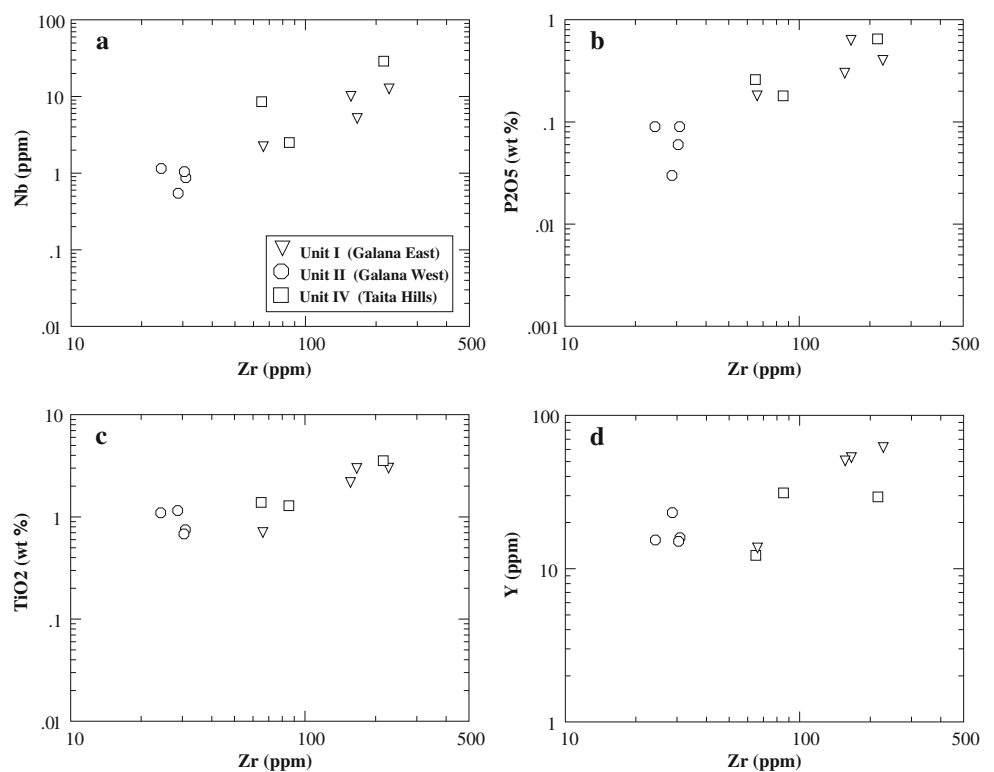 a
100
10
1
.1
.01
Nb (ppm)
10
100
500
Zr (ppm)
Unit I (Galana East)
Unit II (Galana West)
Unit IV (Taita Hills)
b
1
.1
.01
.001
P2O5 (wt %)
10
100
500
Zr (ppm)
c
10
1
.1
.01
TiO2 (wt %)
10
100
500
Zr (ppm)
d
100
10
1
Y (ppm)
10
100
500
Zr (ppm)